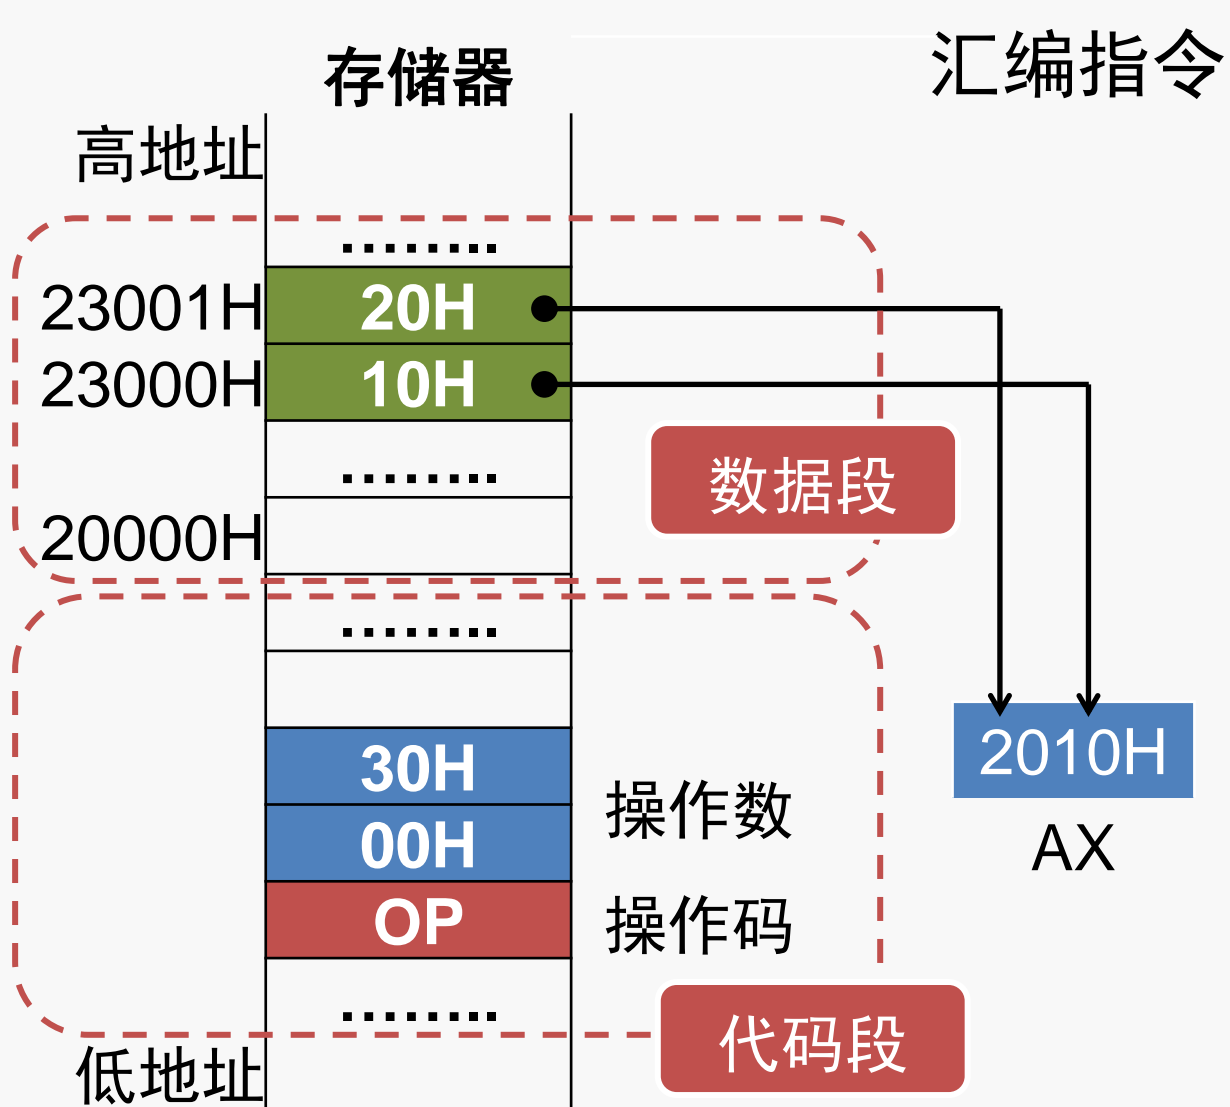 汇编指令
存储器
高地址
........
23001H 20H
23000H 10H
........
数据段
20000H
........
30H
2010H
操作数
00H
AX
OP 操作码
........
代码段
低地址